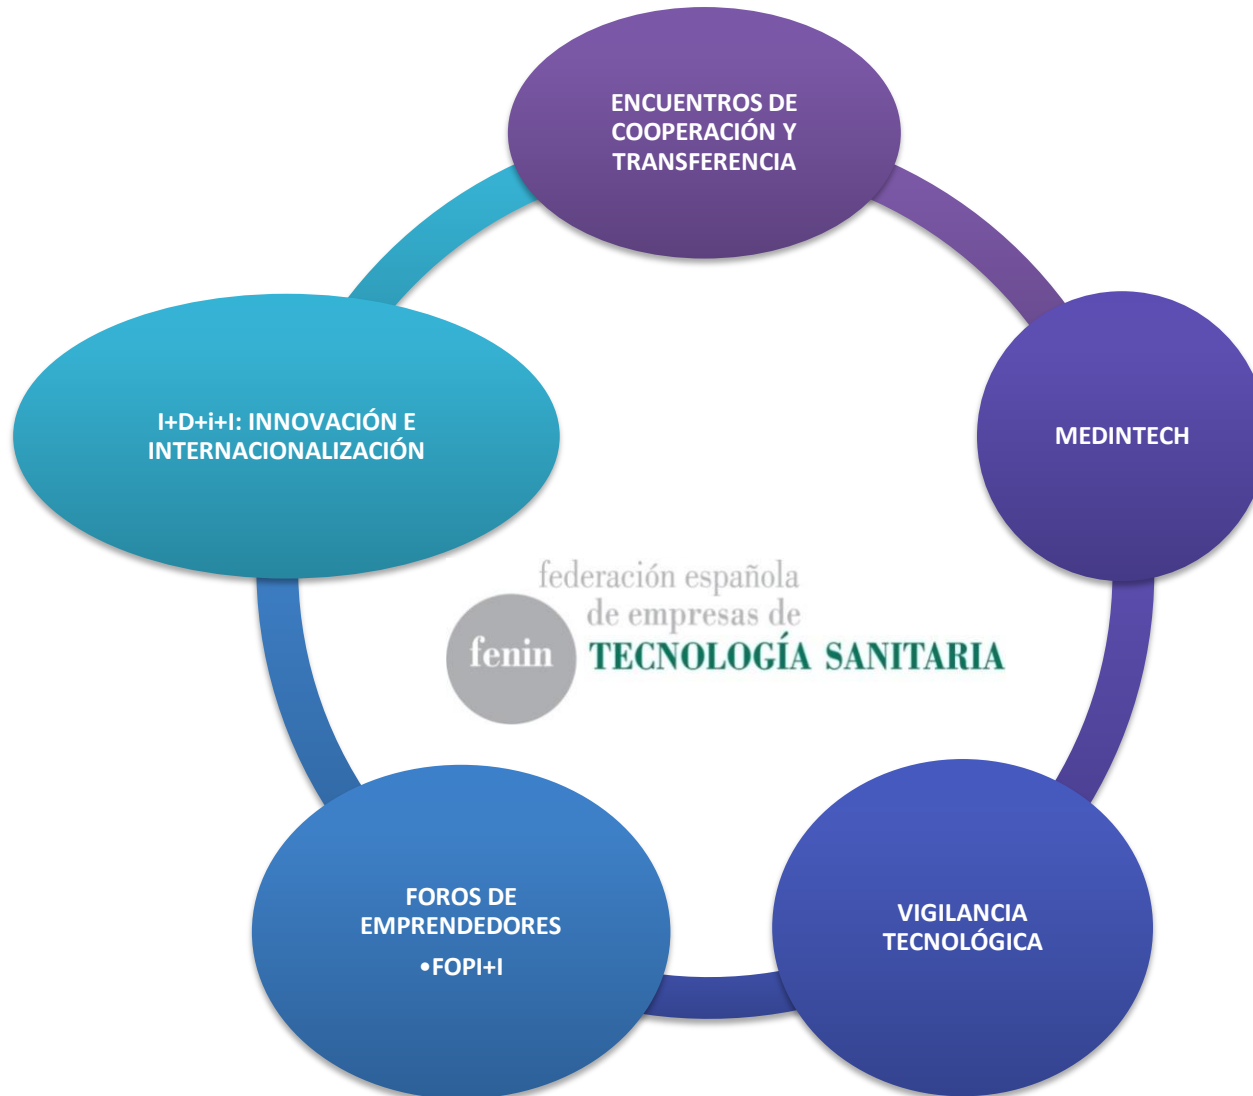 ENCUENTROS DE
COOPERACIÓN Y
TRANSFERENCIA
MEDINTECH
I+D+i+I: INNOVACIÓN E
INTERNACIONALIZACIÓN
federación española
de empresas de
fenin TECNOLOGÍA SANITARIA
FOROS DE
EMPRENDEDORES
•FOPI+I
VIGILANCIA
TECNOLÓGICA